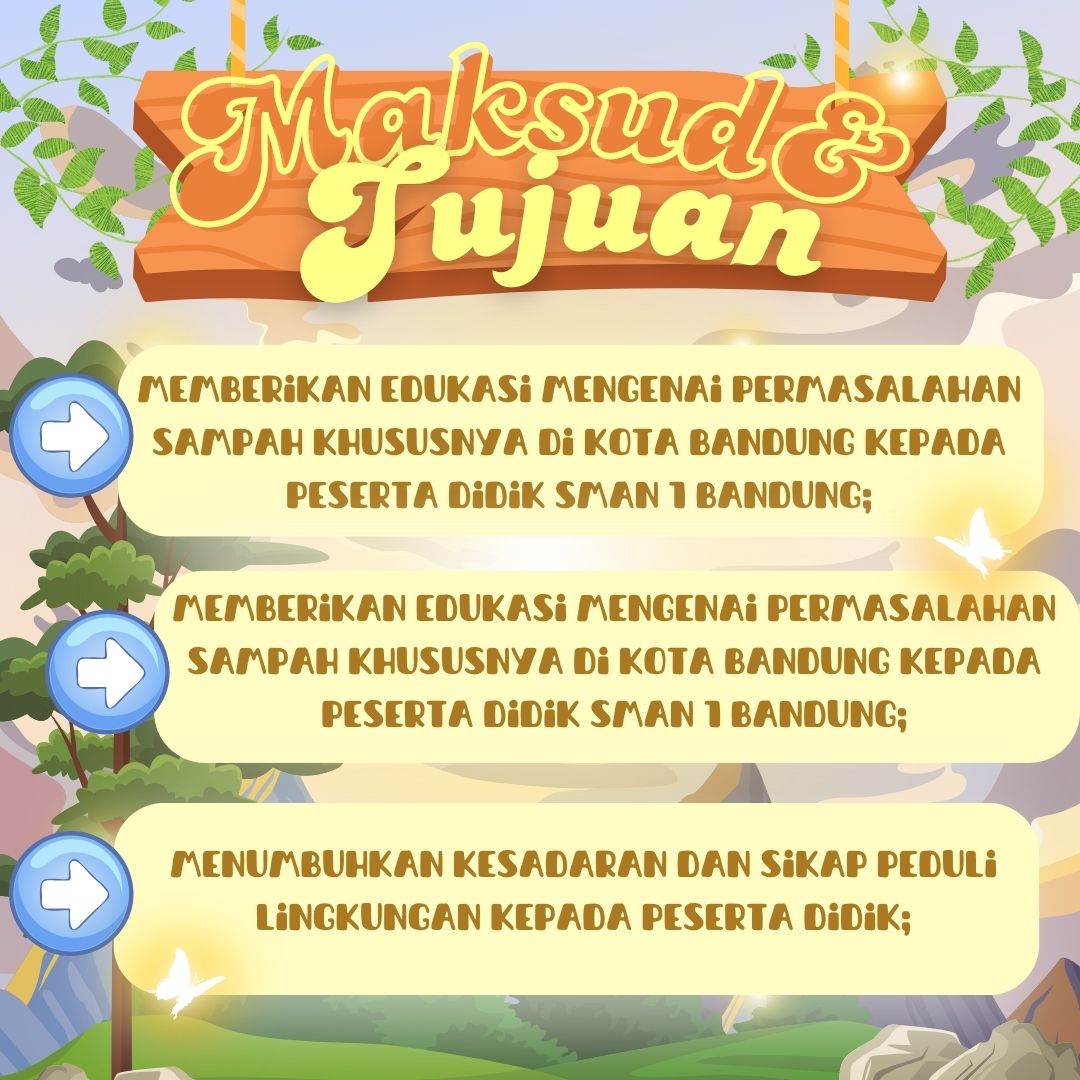 Maksud &
Tujuan
MEMBERiKAN EDUKASi MENGENAi PERMASALAHAN
SAMPAH KHUSUSNYA Di KOTA BANDUNG KEPADA
PESERTA DiDiK SMAN 1 BANDUNG;
MEMBERiKAN EDUKASi MENGENAi PERMASALAHAN
SAMPAH KHUSUSNYA Di KOTA BANDUNG KEPADA
PESERTA DiDiK SMAN 1 BANDUNG;
MENUMBUHKAN KESADARAN DAN SiKAP PEDULi
LiNGKUNGAN KEPADA PESERTA DiDiK;